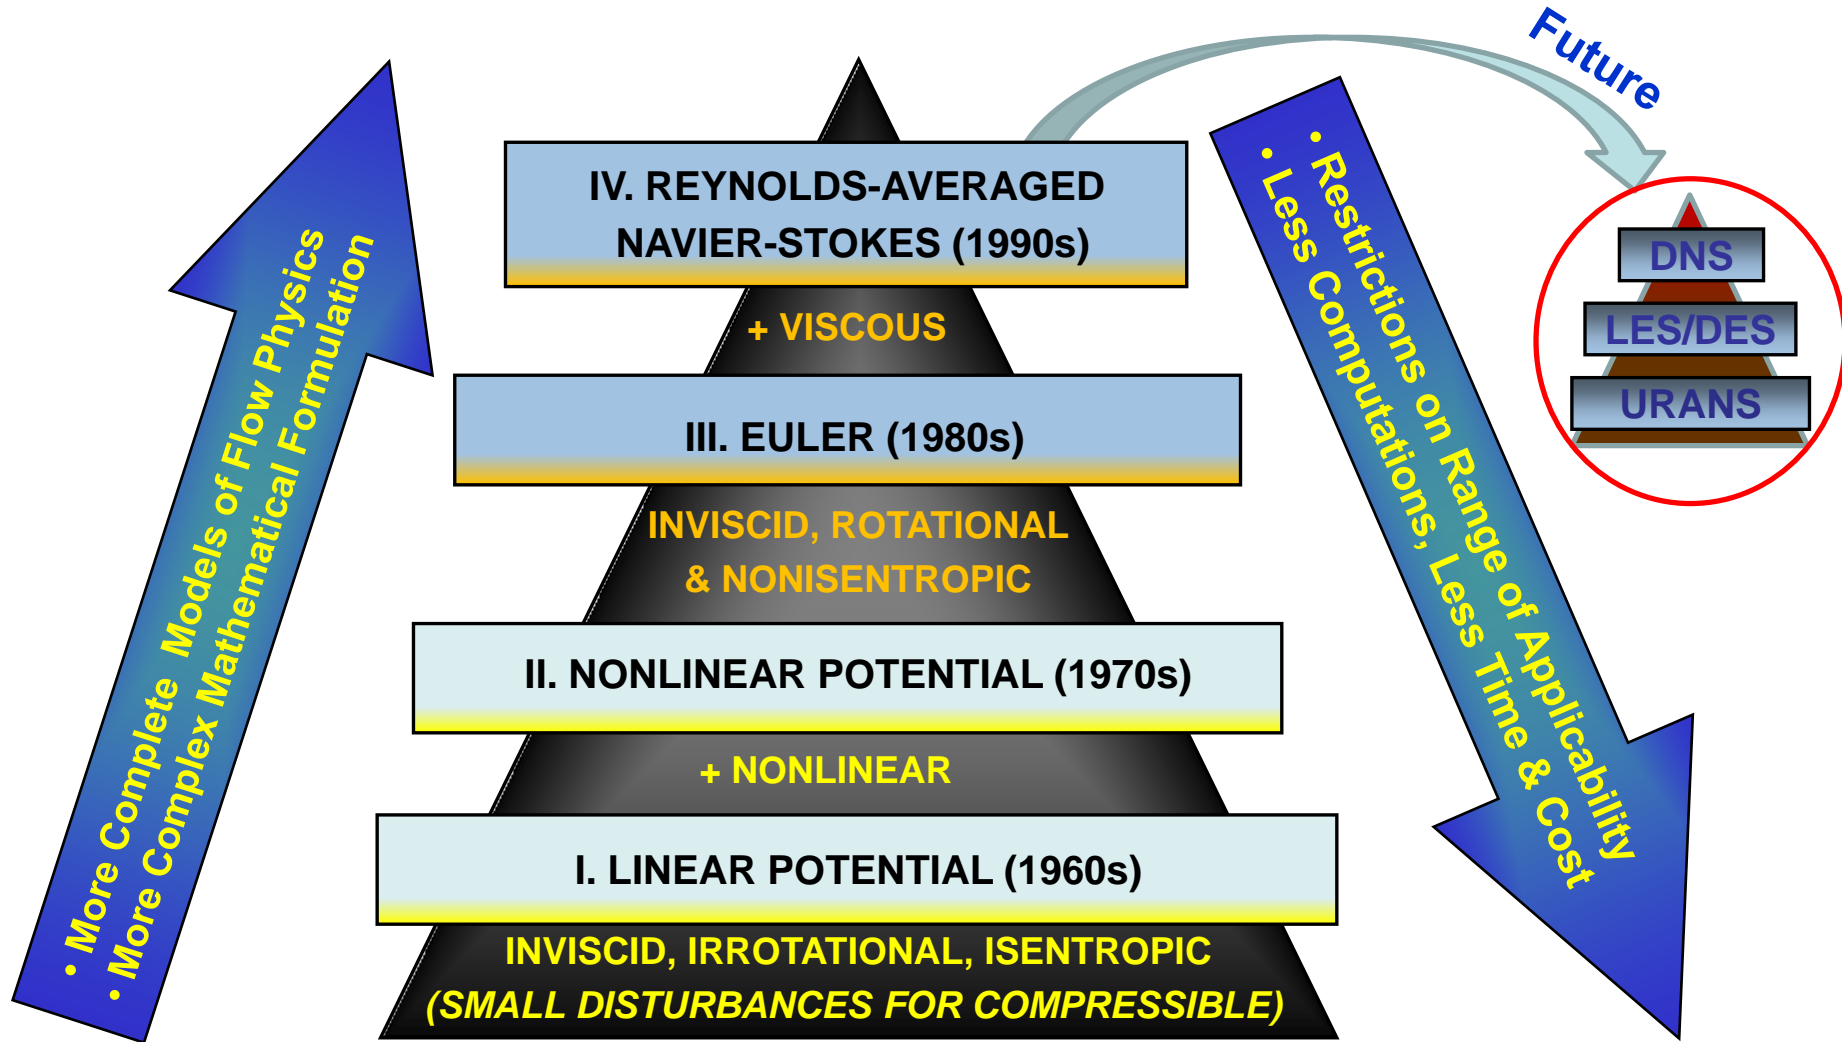 Future
IV. REYNOLDS-AVERAGED
NAVIER-STOKES (1990s)
+ VISCOUS
III. EULER (1980s)
INVISCID, ROTATIONAL
& NONISENTROPIC
II. NONLINEAR POTENTIAL (1970s)
+ NONLINEAR
I. LINEAR POTENTIAL (1960s)
INVISCID, IRROTATIONAL, ISENTROPIC
(SMALL DISTURBANCES FOR COMPRESSIBLE)
• More Complete Models of Flow Physics
• More Complex Mathematical Formulation
• Restrictions on Range of Applicability
• Less Computations, Less Time & Cost
DNS
LES/DES
URANS